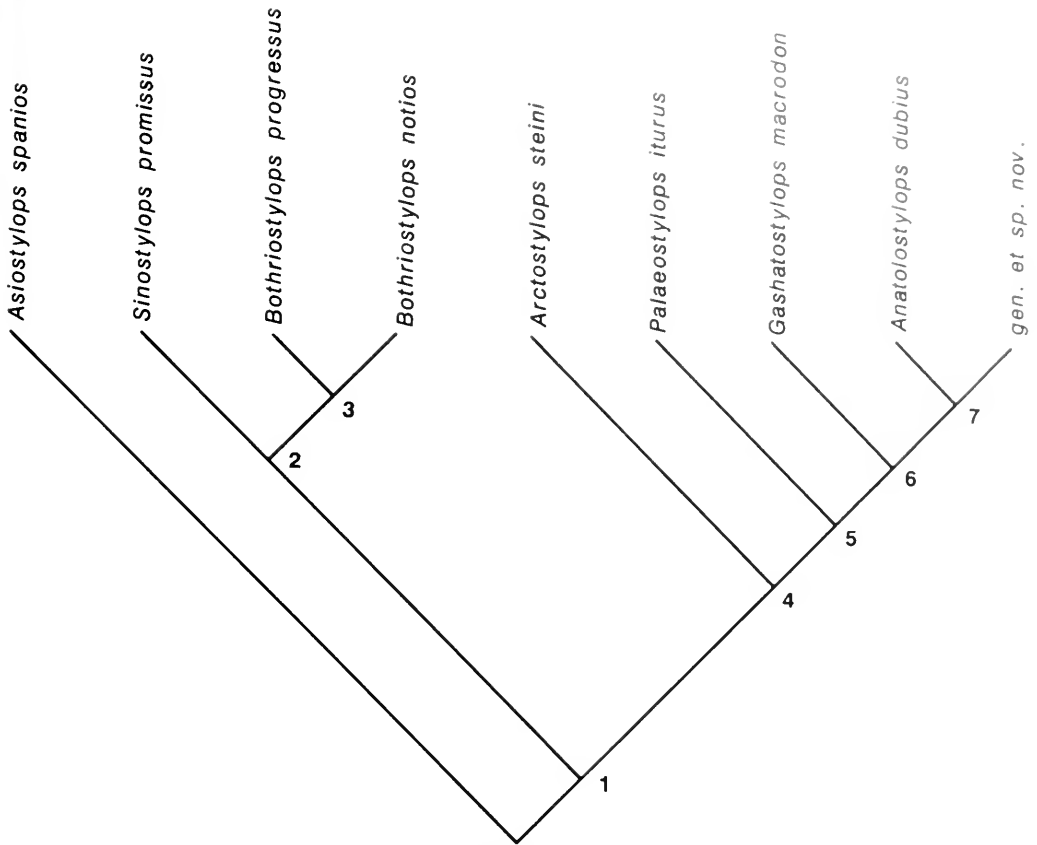 Asiostylops spanios
Sinostylops promissus
Bothriostylops progressus
Bothriostylops notios
Arctostylops steini
Palaeostylops iturus
Gashatostylops macrodon
Anatolostylops dubius
gen. et sp. nov.
3
7
2
6
5
4
1